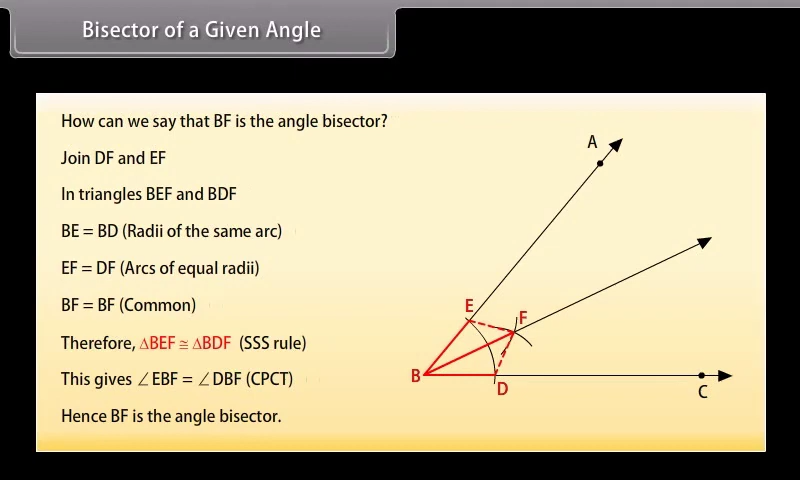 Bisector of a Given Angle
How can we say that BF is the angle bisector?
Join DF and EF
In triangles BEF and BDF
BE = BD (Radii of the same arc)
EF = DF (Arcs of equal radii)
BF = BF (Common)
Therefore, ΔBEF ≅ ΔBDF (SSS rule)
This gives ∠EBF = ∠DBF (CPCT)
Hence BF is the angle bisector.
A
E
F
B
D
C